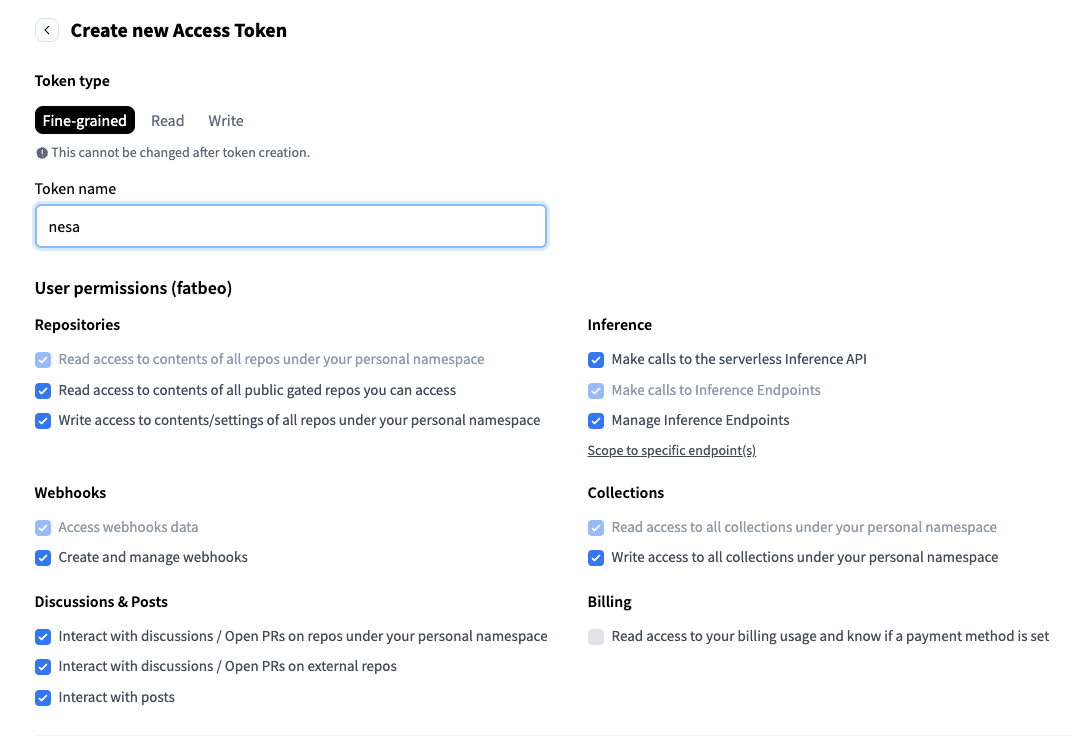 Create new Access Token
Token type
Fine-grained Read Write
This cannot be changed after token creation.
Token name
nesa
User permissions (fatbeo)
Repositories
Read access to contents of all repos under your personal namespace
Read access to contents of all public gated repos you can access
Write access to contents/settings of all repos under your personal namespace
Inference
Make calls to the serverless Inference API
Make calls to Inference Endpoints
Manage Inference Endpoints
Scope to specific endpoint(s)
Webhooks
Access webhooks data
Create and manage webhooks
Collections
Read access to all collections under your personal namespace
Write access to all collections under your personal namespace
Discussions & Posts
Interact with discussions / Open PRs on repos under your personal namespace
Interact with discussions / Open PRs on external repos
Interact with posts
Billing
Read access to your billing usage and know if a payment method is set